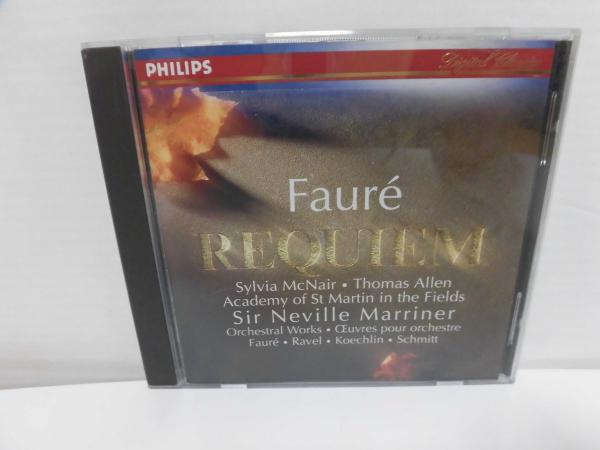 PHILIPS
Digital Classics
Fauré
REQUIEM
Sylvia McNair • Thomas Allen
Academy of St Martin in the Fields
Sir Neville Marriner
Orchestral Works • Œuvres pour orchestre
Fauré • Ravel • Koechlin • Schmitt